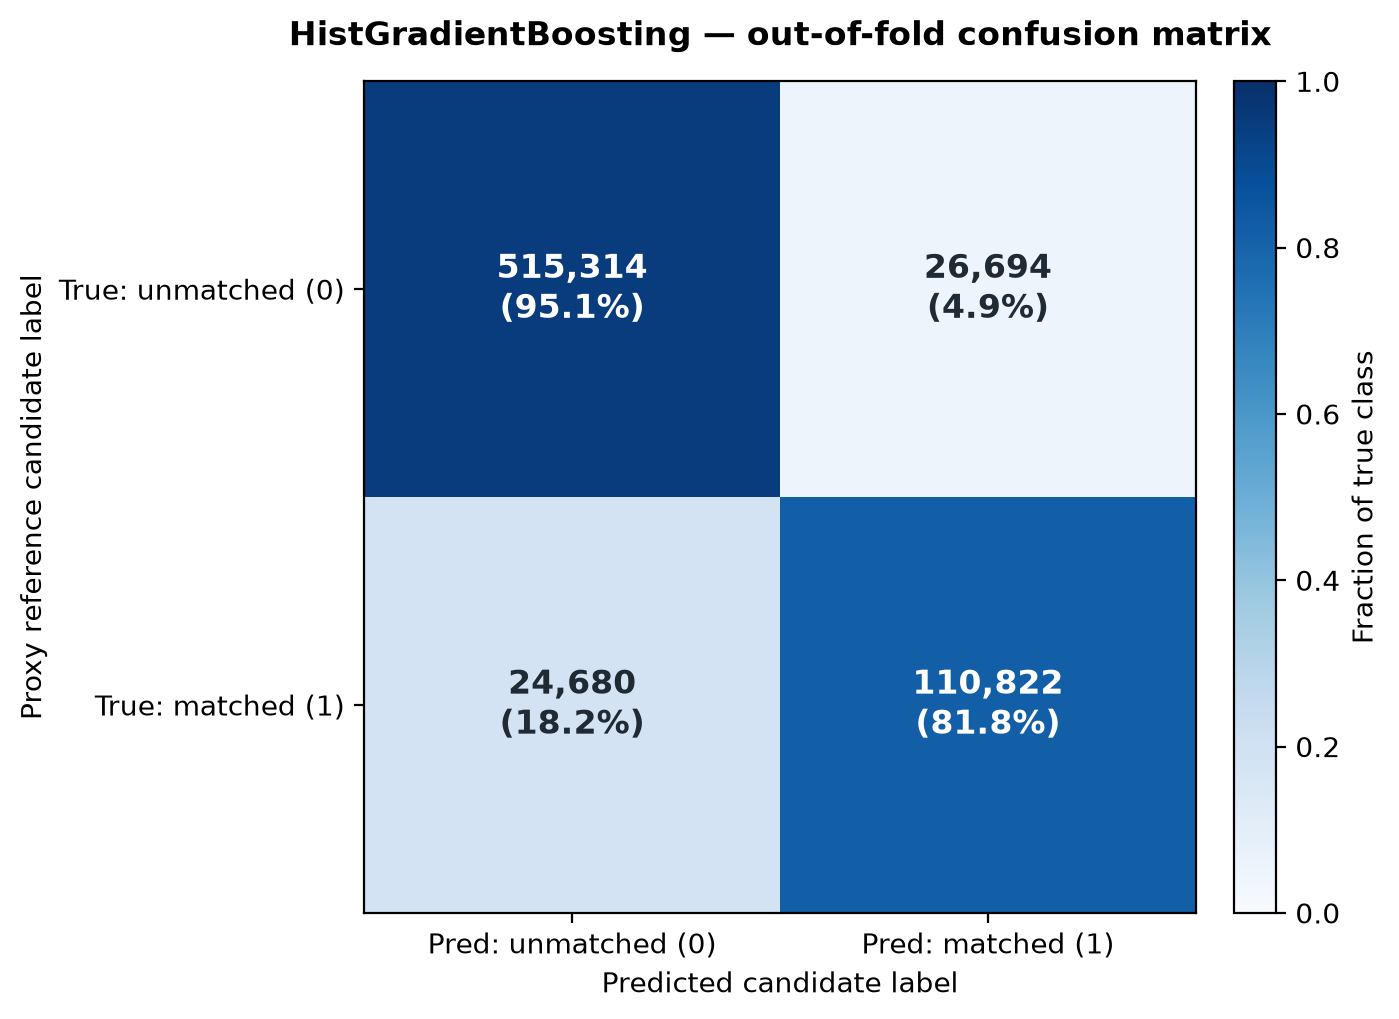 HistGradientBoosting — out-of-fold confusion matrix
Proxy reference candidate label
True: unmatched (0)
True: matched (1)
515,314
(95.1%)
26,694
(4.9%)
24,680
(18.2%)
110,822
(81.8%)
Pred: unmatched (0)
Pred: matched (1)
Predicted candidate label
1.0
0.8
0.6
0.4
0.2
0.0
Fraction of true class